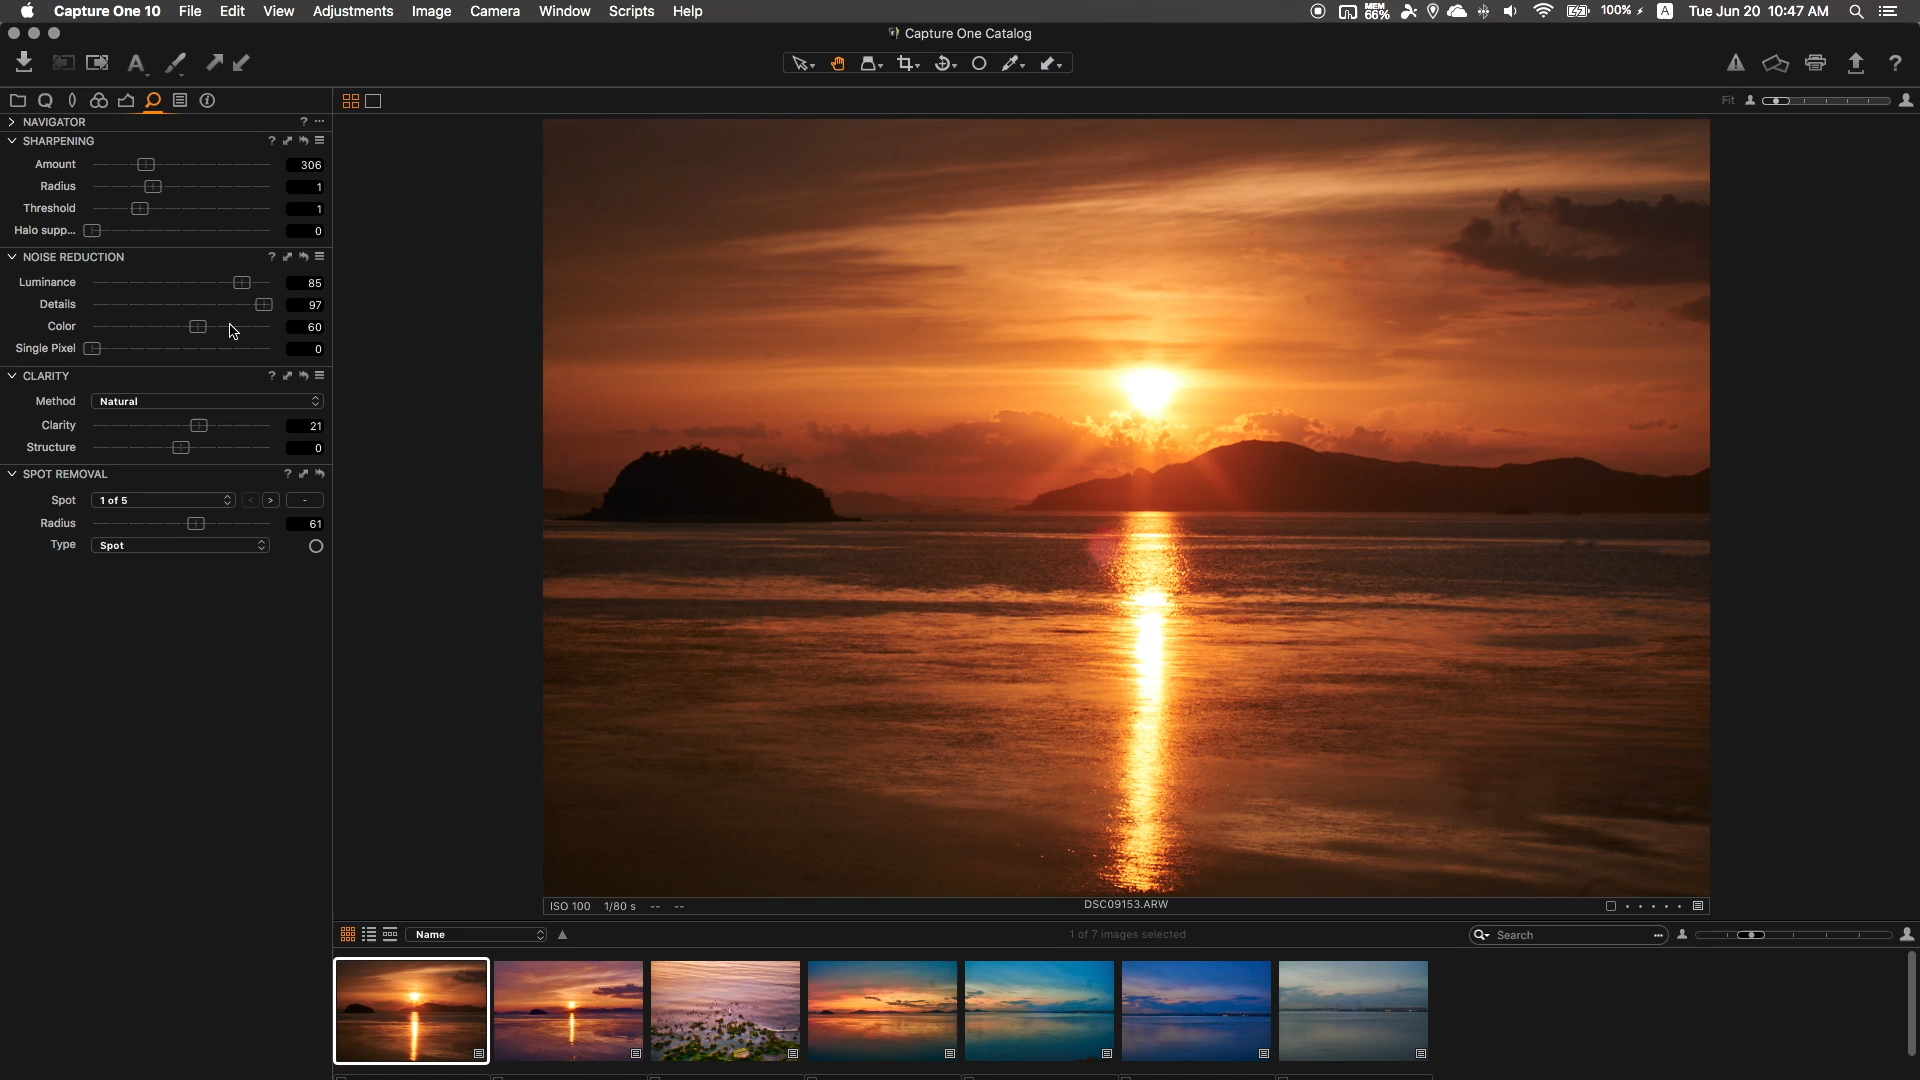 Capture One 10 File Edit View Adjustments Image Camera Window Scripts Help MEM 66% 100% A Tue Jun 20 10:47 AM
Capture One Catalog
Fit
NAVIGATOR ? ...
SHARPENING ?
Amount 306
Radius 1
Threshold 1
Halo supp... 0
NOISE REDUCTION ?
Luminance 85
Details 97
Color 60
Single Pixel 0
CLARITY ?
Method Natural
Clarity 21
Structure 0
SPOT REMOVAL ?
Spot 1 of 5 < > -
Radius 61
Type Spot
ISO 100 1/80 s -- -- DSC09153.ARW
Name 1 of 7 images selected Search ...